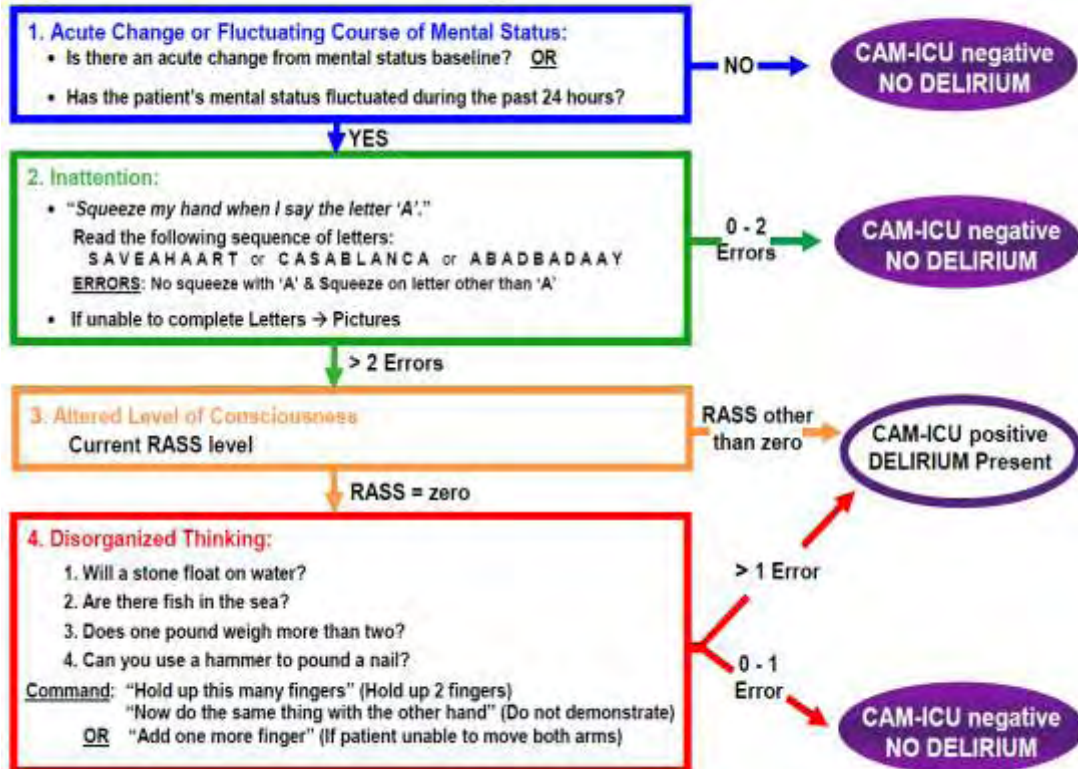 1. Acute Change or Fluctuating Course of Mental Status:
• Is there an acute change from mental status baseline? OR
• Has the patient's mental status fluctuated during the past 24 hours?
NO
CAM-ICU negative
NO DELIRIUM
YES
2. Inattention:
• "Squeeze my hand when I say the letter 'A'."
Read the following sequence of letters:
S A V E A H A A R T or C A S A B L A N C A or A B A D B A D A A Y
ERRORS: No squeeze with 'A' & Squeeze on letter other than 'A'
• If unable to complete Letters → Pictures
0 - 2
Errors
CAM-ICU negative
NO DELIRIUM
> 2 Errors
3. Altered Level of Consciousness
Current RASS level
RASS other
than zero
CAM-ICU positive
DELIRIUM Present
RASS = zero
4. Disorganized Thinking:
1. Will a stone float on water?
2. Are there fish in the sea?
3. Does one pound weigh more than two?
4. Can you use a hammer to pound a nail?
Command: "Hold up this many fingers" (Hold up 2 fingers)
"Now do the same thing with the other hand" (Do not demonstrate)
OR "Add one more finger" (If patient unable to move both arms)
> 1 Error
0 - 1
Error
CAM-ICU negative
NO DELIRIUM